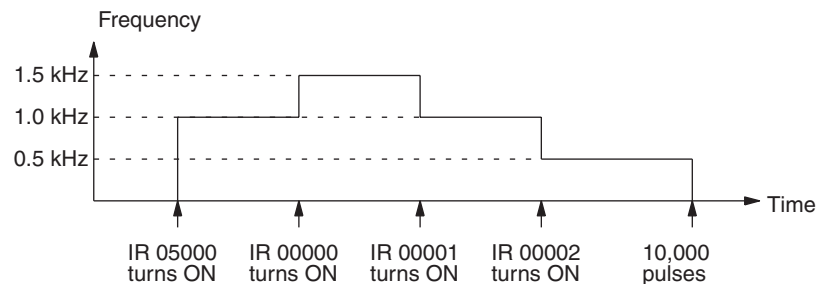 Frequency
1.5 kHz
1.0 kHz
0.5 kHz
Time
IR 05000
turns ON
IR 00000
turns ON
IR 00001
turns ON
IR 00002
turns ON
10,000
pulses